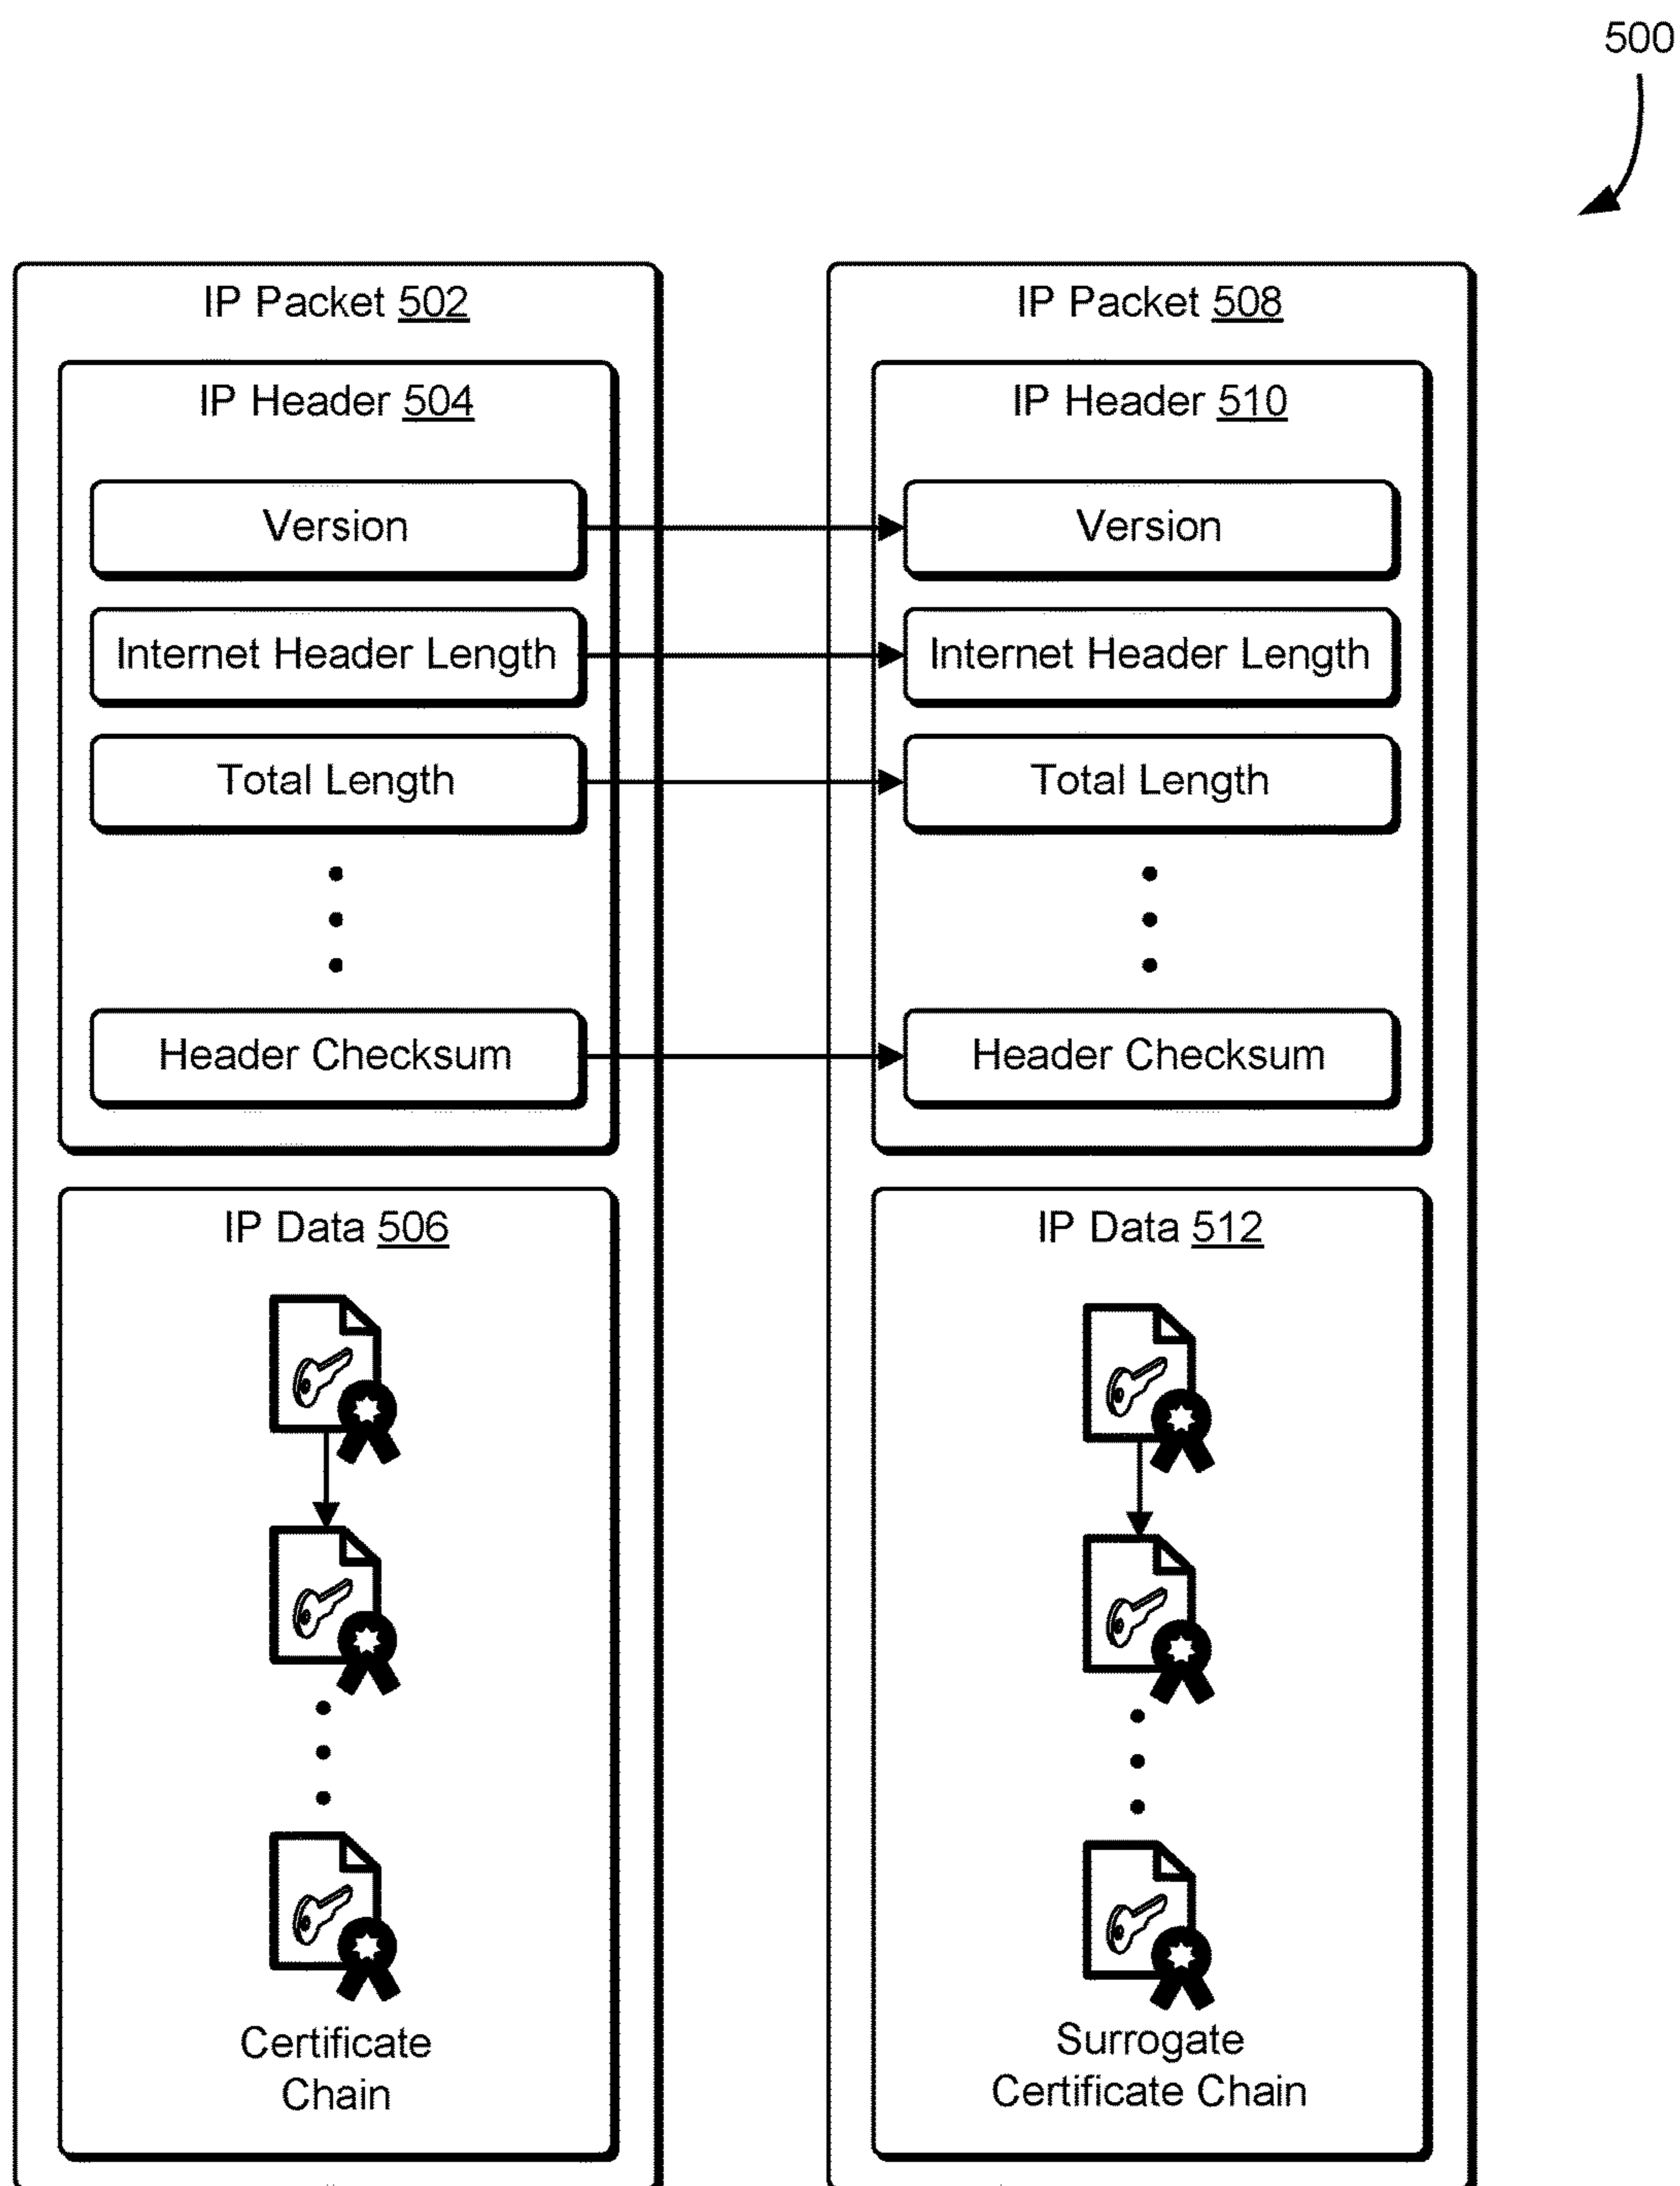 500
IP Packet 502
IP Header 504
Version
Internet Header Length
Total Length
Header Checksum
IP Data 506
Certificate
Chain
IP Packet 508
IP Header 510
Version
Internet Header Length
Total Length
Header Checksum
IP Data 512
Surrogate
Certificate Chain